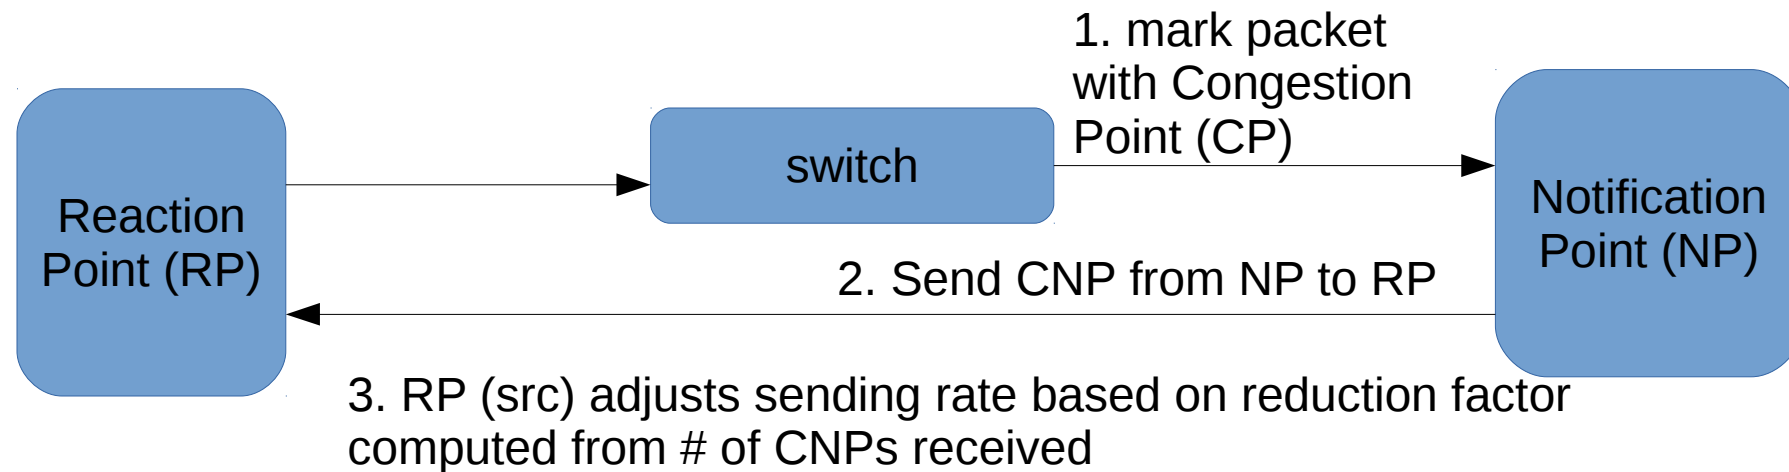 1. mark packet
with Congestion
Point (CP)
switch
Reaction
Point (RP)
Notification
Point (NP)
2. Send CNP from NP to RP
3. RP (src) adjusts sending rate based on reduction factor
computed from # of CNPs received